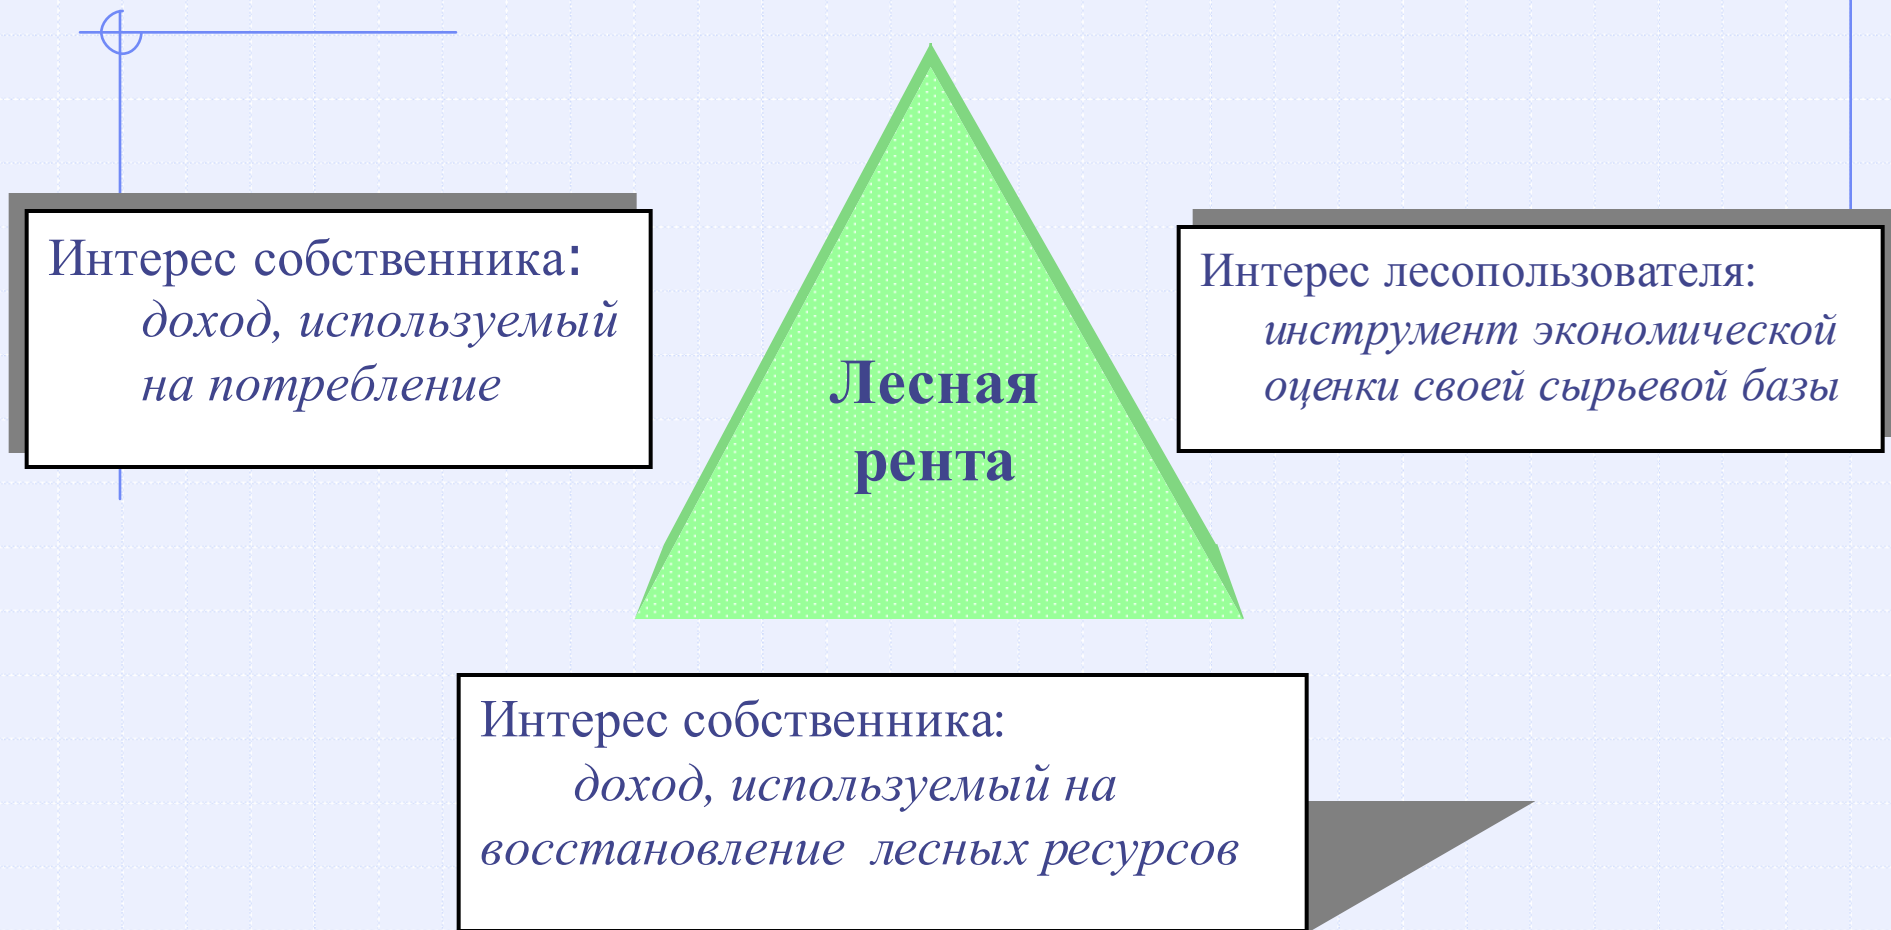 Интерес собственника:
доход, используемый
на потребление
Лесная
рента
Интерес лесопользователя:
инструмент экономической
оценки своей сырьевой базы
Интерес собственника:
доход, используемый на
восстановление лесных ресурсов